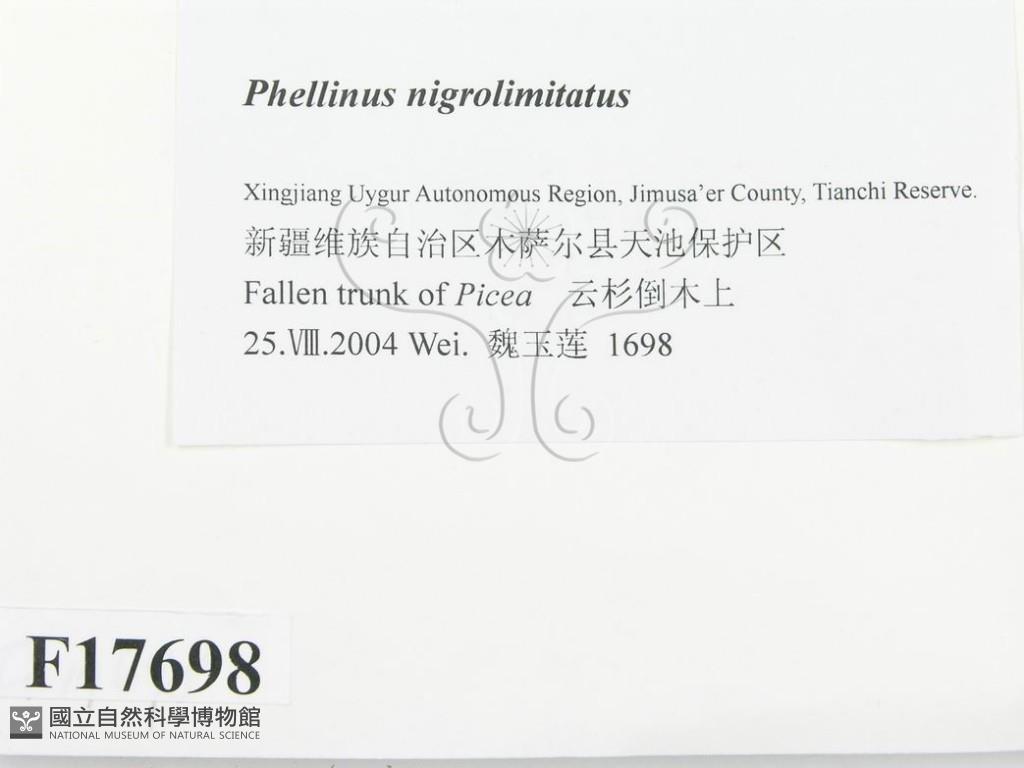 Phellinus nigrolimitatus
Xingjiang Uygur Autonomous Region, Jimusa'er County, Tianchi Reserve.
新疆维族自治区木萨尔县天池保护区
Fallen trunk of Picea 云杉倒木上
25.Ⅷ.2004 Wei. 魏玉莲 1698
F17698
國立自然科學博物館
NATIONAL MUSEUM OF NATURAL SCIENCE